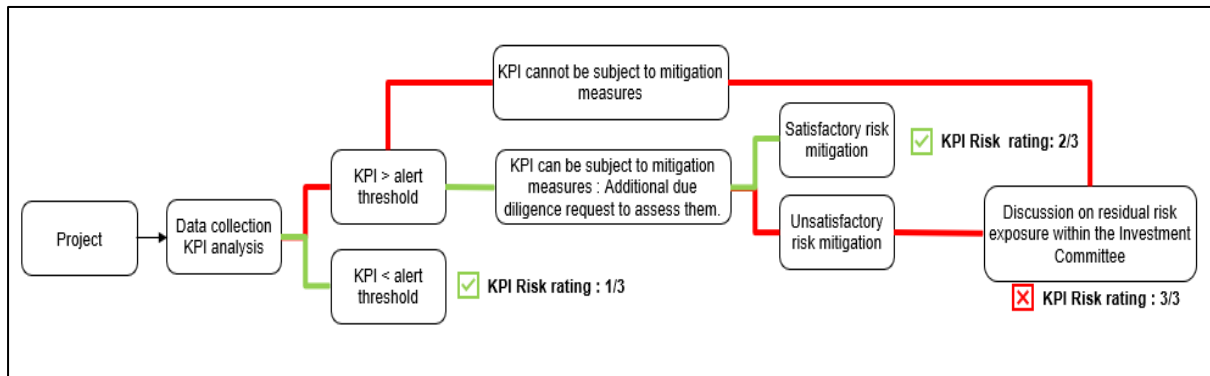 KPI cannot be subject to mitigation
measures
Satisfactory risk
mitigation
KPI Risk rating: 2/3
KPI > alert
threshold
KPI can be subject to mitigation
measures : Additional due
diligence request to assess them.
Project
Data collection
KPI analysis
Unsatisfactory
risk mitigation
Discussion on residual risk
exposure within the Investment
Committee
KPI < alert
threshold
KPI Risk rating : 1/3
KPI Risk rating : 3/3